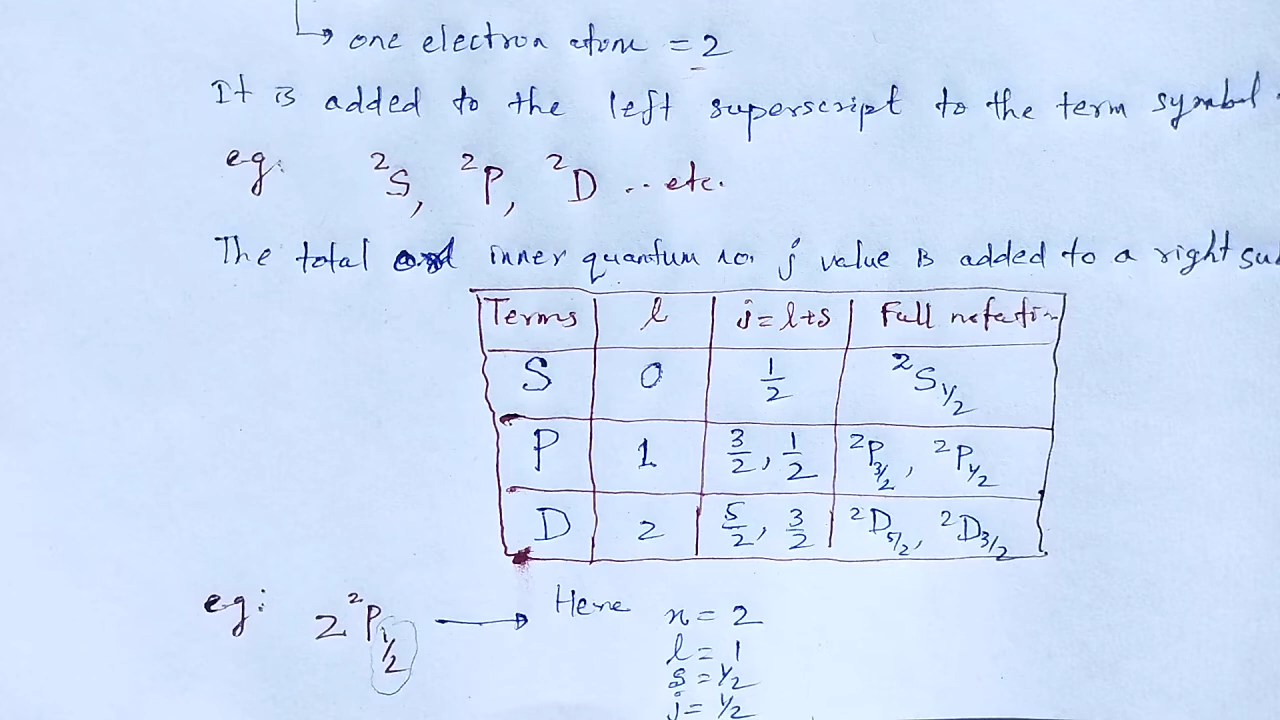 ↳ one electron atom = 2
It is added to the left superscript to the term symbol.
eg: ²S, ²P, ²D ... etc.
The total inner quantum no. j value is added to a right su
Terms | l | j = l ± s | Full notation
S | 0 | 1/2 | ²S₁/₂
P | 1 | 3/2, 1/2 | ²P₃/₂, ²P₁/₂
D | 2 | 5/2, 3/2 | ²D₅/₂, ²D₃/₂
eg: 2²P₁/₂ ⟶ Here n = 2
l = 1
s = 1/2
j = 1/2